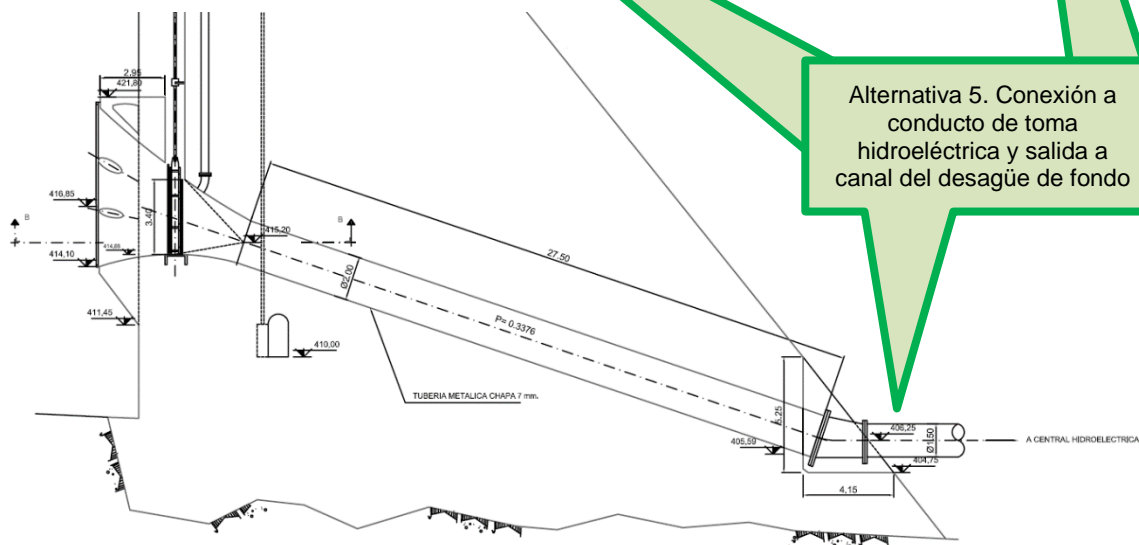 2,95
421,80
Alternativa 5. Conexión a
conducto de toma
hidroeléctrica y salida a
canal del desagüe de fondo
416,85
B
3.40
B
415,20
414,85
414,10
27.50
Ø2.00
411,45
P= 0.3376
410,00
TUBERIA METALICA CHAPA 7 mm.
5,25
406,25
Ø1,50
A CENTRAL HIDROELECTRICA
405,59
404,75
4,15